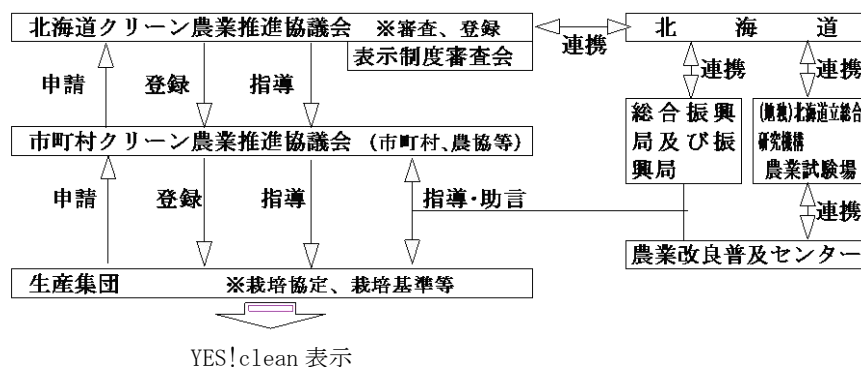 北海道クリーン農業推進協議会　※審査、登録
表示制度審査会
連携
北　海　道
申請　登録　指導
連携　連携
総合振興
局及び振
興局
(地独)北海道立総合
研究機構
農業試験場
市町村クリーン農業推進協議会　(市町村、農協等)
申請　登録　指導　指導・助言
連携
農業改良普及センター
生産集団　※栽培協定、栽培基準等
YES!clean 表示